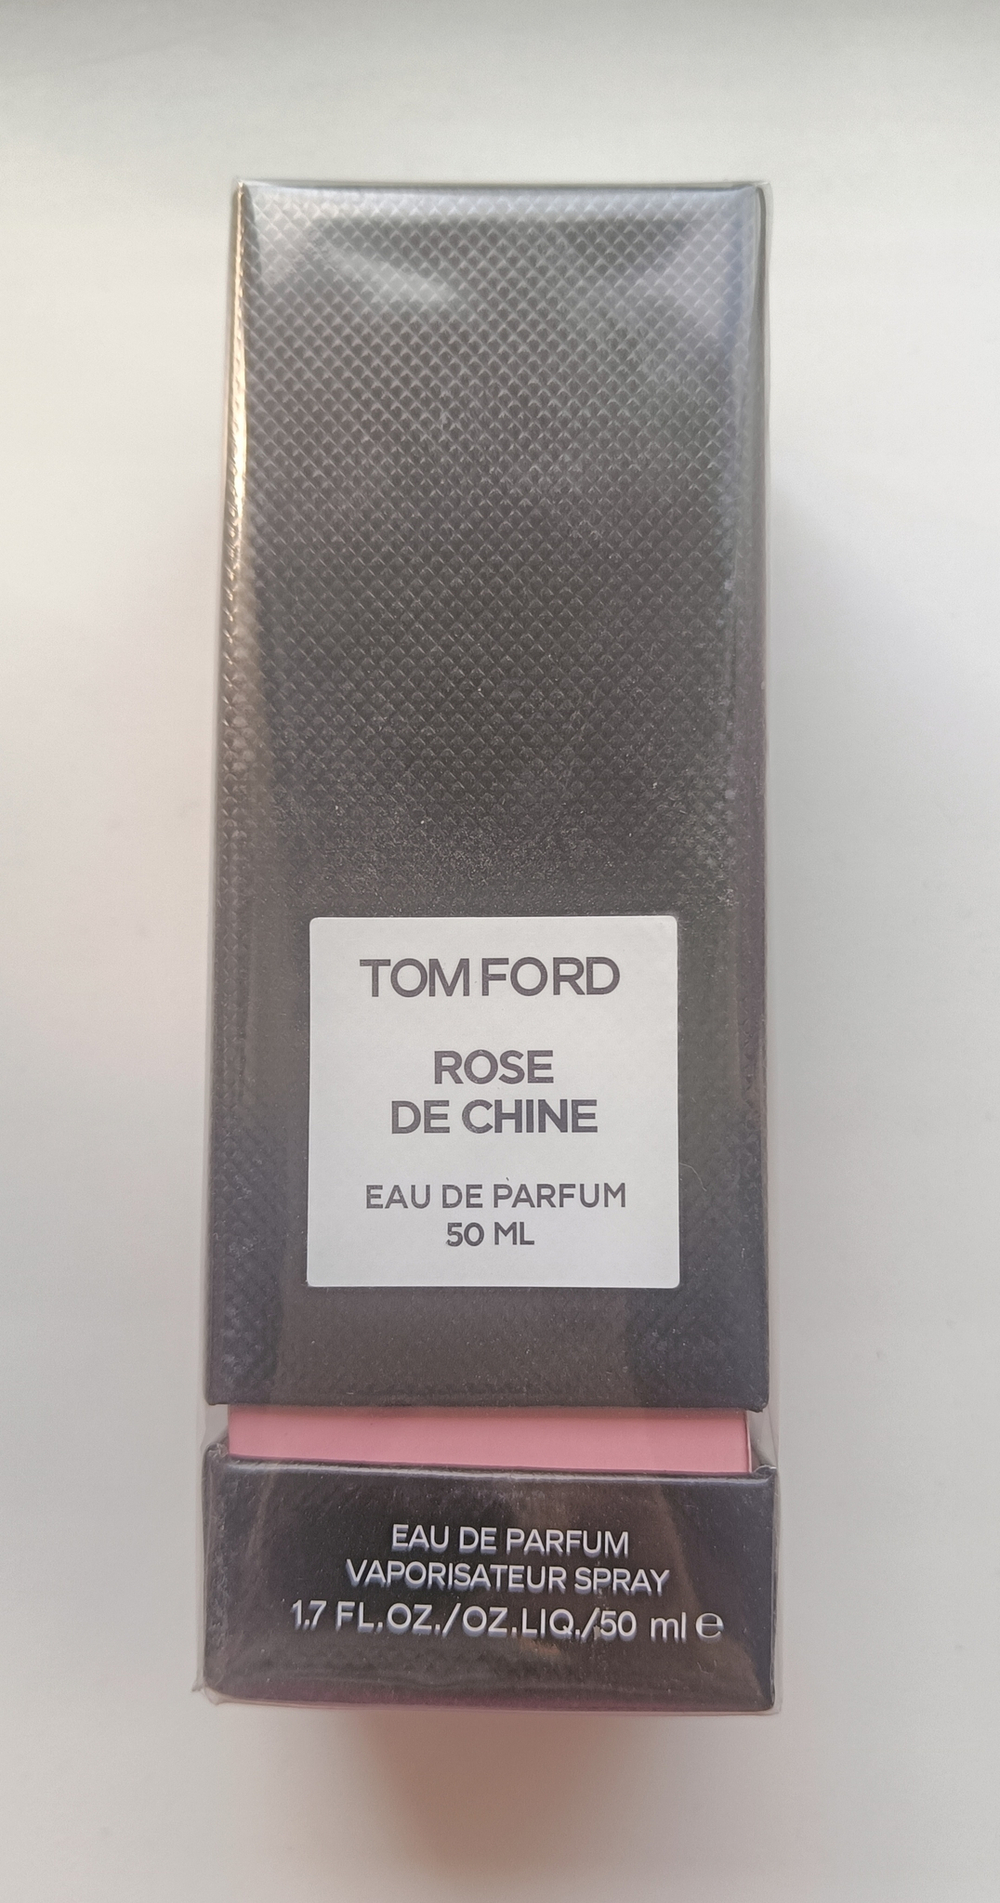 TOM FORD
ROSE
DE CHINE
EAU DE PARFUM
50 ML
EAU DE PARFUM
VAPORISATEUR SPRAY
1.7 FL.OZ./OZ.LIQ./50 ml ℮